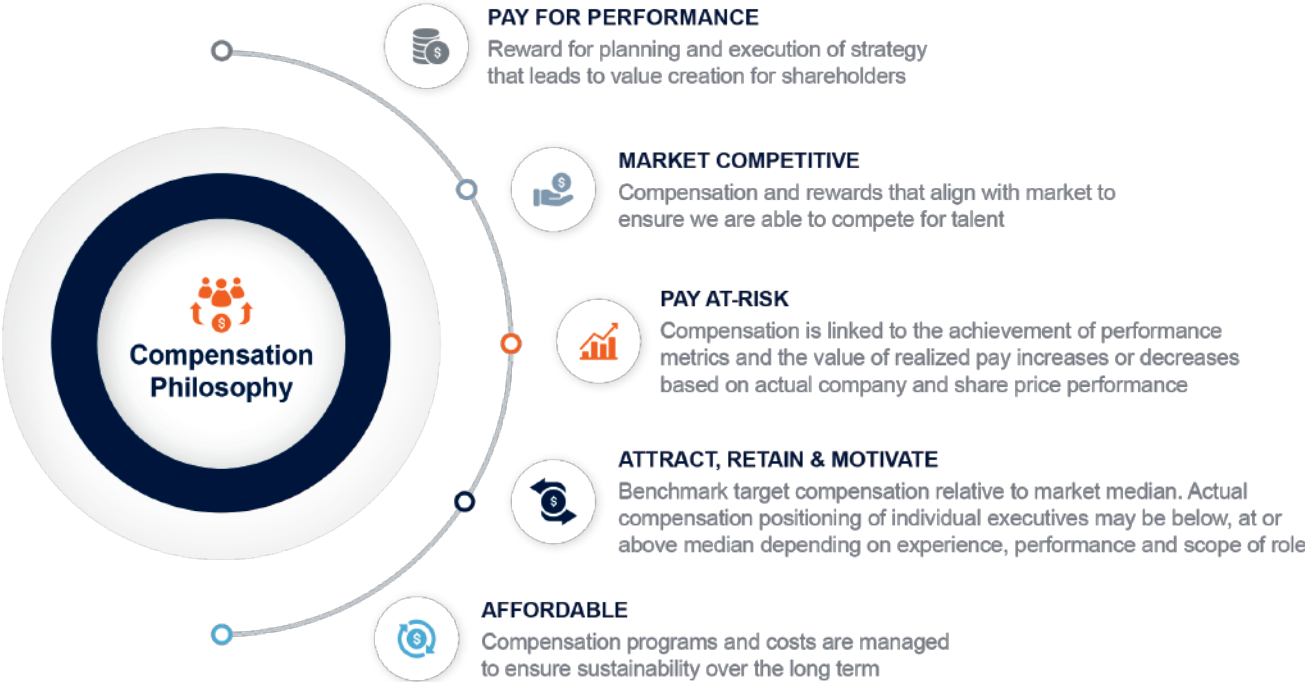 PAY FOR PERFORMANCE
Reward for planning and execution of strategy
that leads to value creation for shareholders
MARKET COMPETITIVE
Compensation and rewards that align with market to
ensure we are able to compete for talent
Compensation
Philosophy
PAY AT-RISK
Compensation is linked to the achievement of performance
metrics and the value of realized pay increases or decreases
based on actual company and share price performance
ATTRACT, RETAIN & MOTIVATE
Benchmark target compensation relative to market median. Actual
compensation positioning of individual executives may be below, at or
above median depending on experience, performance and scope of role
AFFORDABLE
Compensation programs and costs are managed
to ensure sustainability over the long term